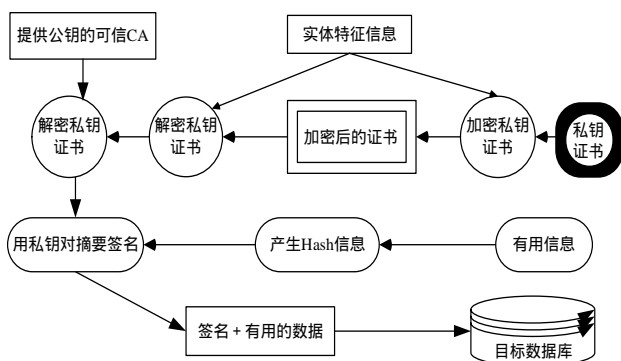 提供公钥的可信CA
实体特征信息
解密私钥
证书
解密私钥
证书
加密后的证书
加密私钥
证书
私钥
证书
用私钥对摘要签名
产生Hash信息
有用信息
签名+有用的数据
目标数据库